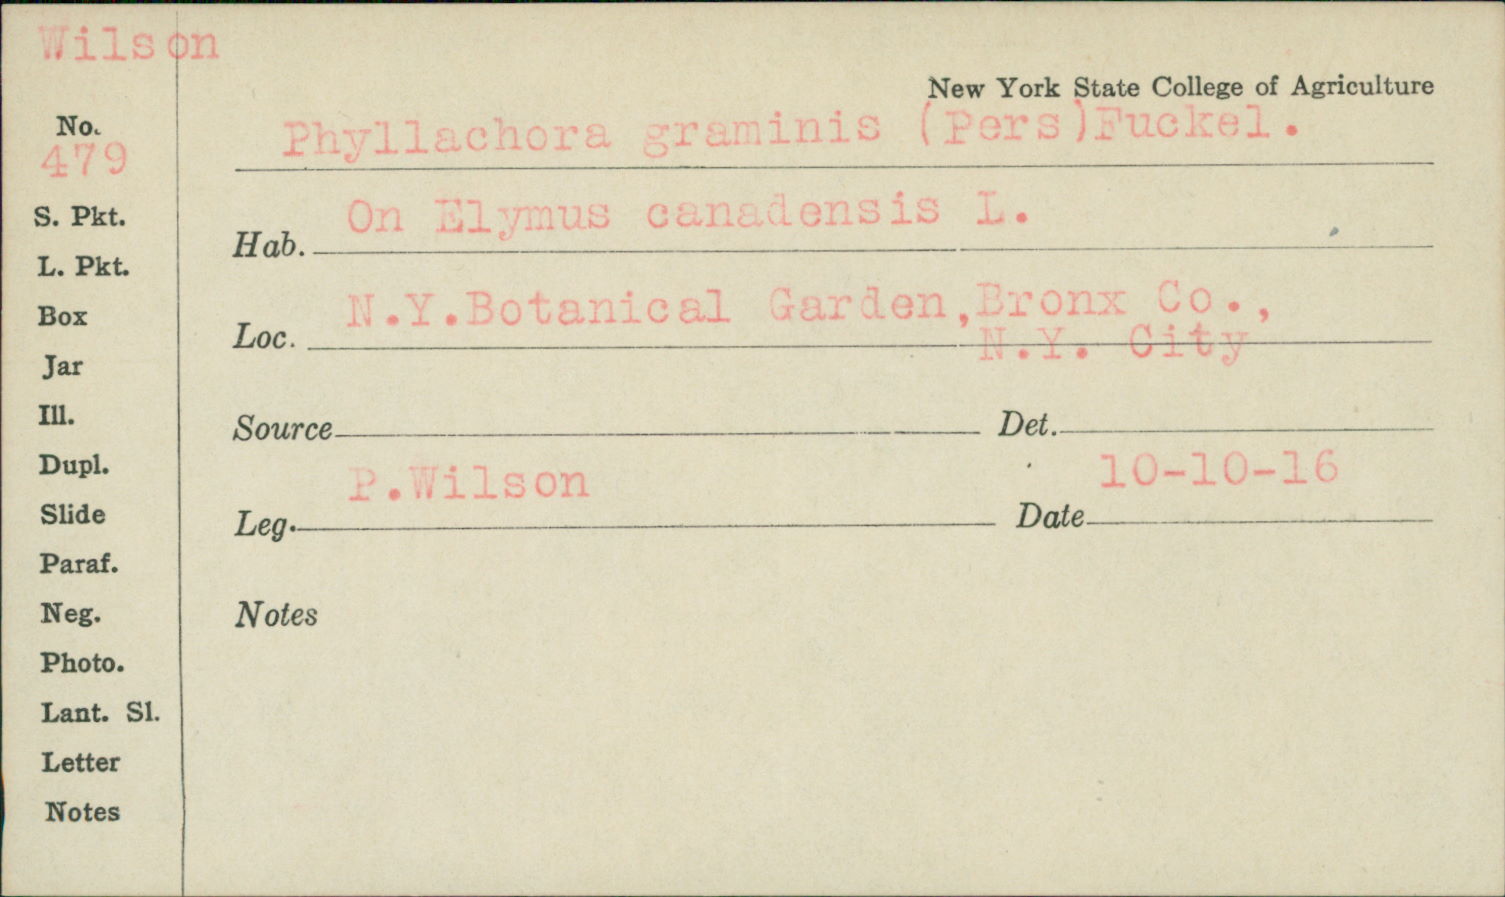 Wilson
New York State College of Agriculture
No.
479
Phyllachora graminis (Pers)Fuckel.
S. Pkt.
Hab. On Elymus canadensis L.
L. Pkt.
Box
Loc. N.Y.Botanical Garden,Bronx Co.,
N.Y. City
Jar
Ill.
Source Det.
Dupl.
Slide
Leg. P.Wilson Date 10-10-16
Paraf.
Neg.
Notes
Photo.
Lant. Sl.
Letter
Notes